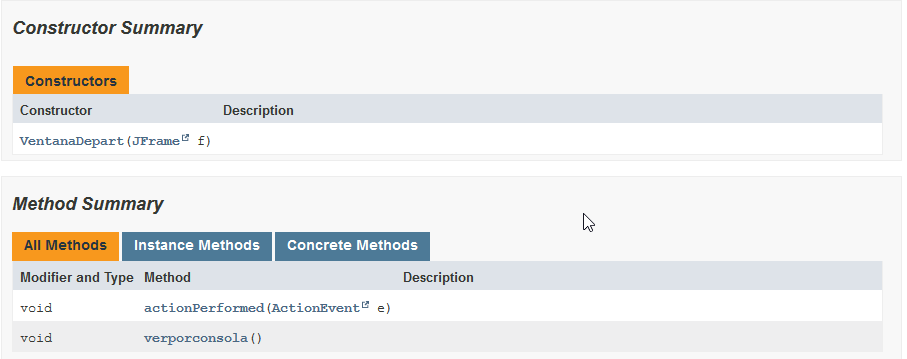 Constructor Summary
Constructors
Constructor Description
VentanaDepart(JFrame f)
Method Summary
All Methods Instance Methods Concrete Methods
Modifier and Type Method Description
void actionPerformed(ActionEvent e)
void verporconsola()